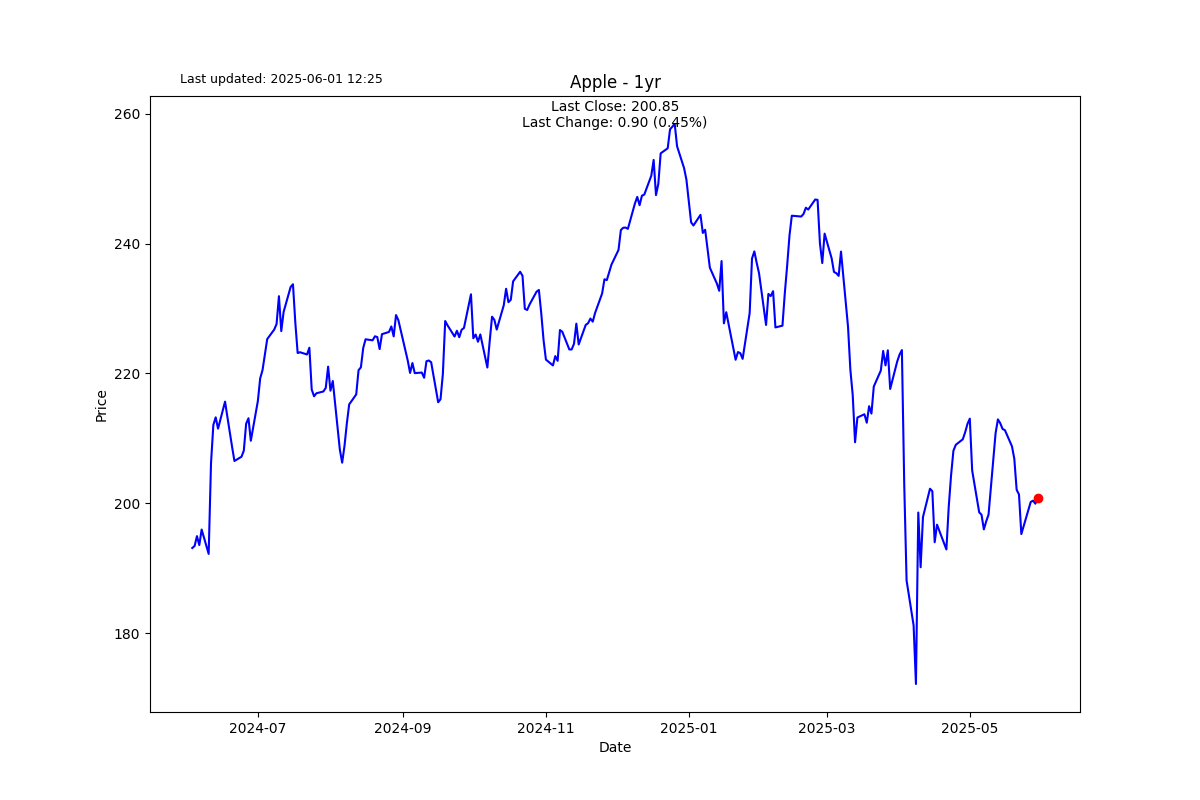 Last updated: 2025-06-01 12:25
Apple - 1yr
Last Close: 200.85
Last Change: 0.90 (0.45%)
260
240
220
200
180
Price
2024-07
2024-09
2024-11
2025-01
2025-03
2025-05
Date